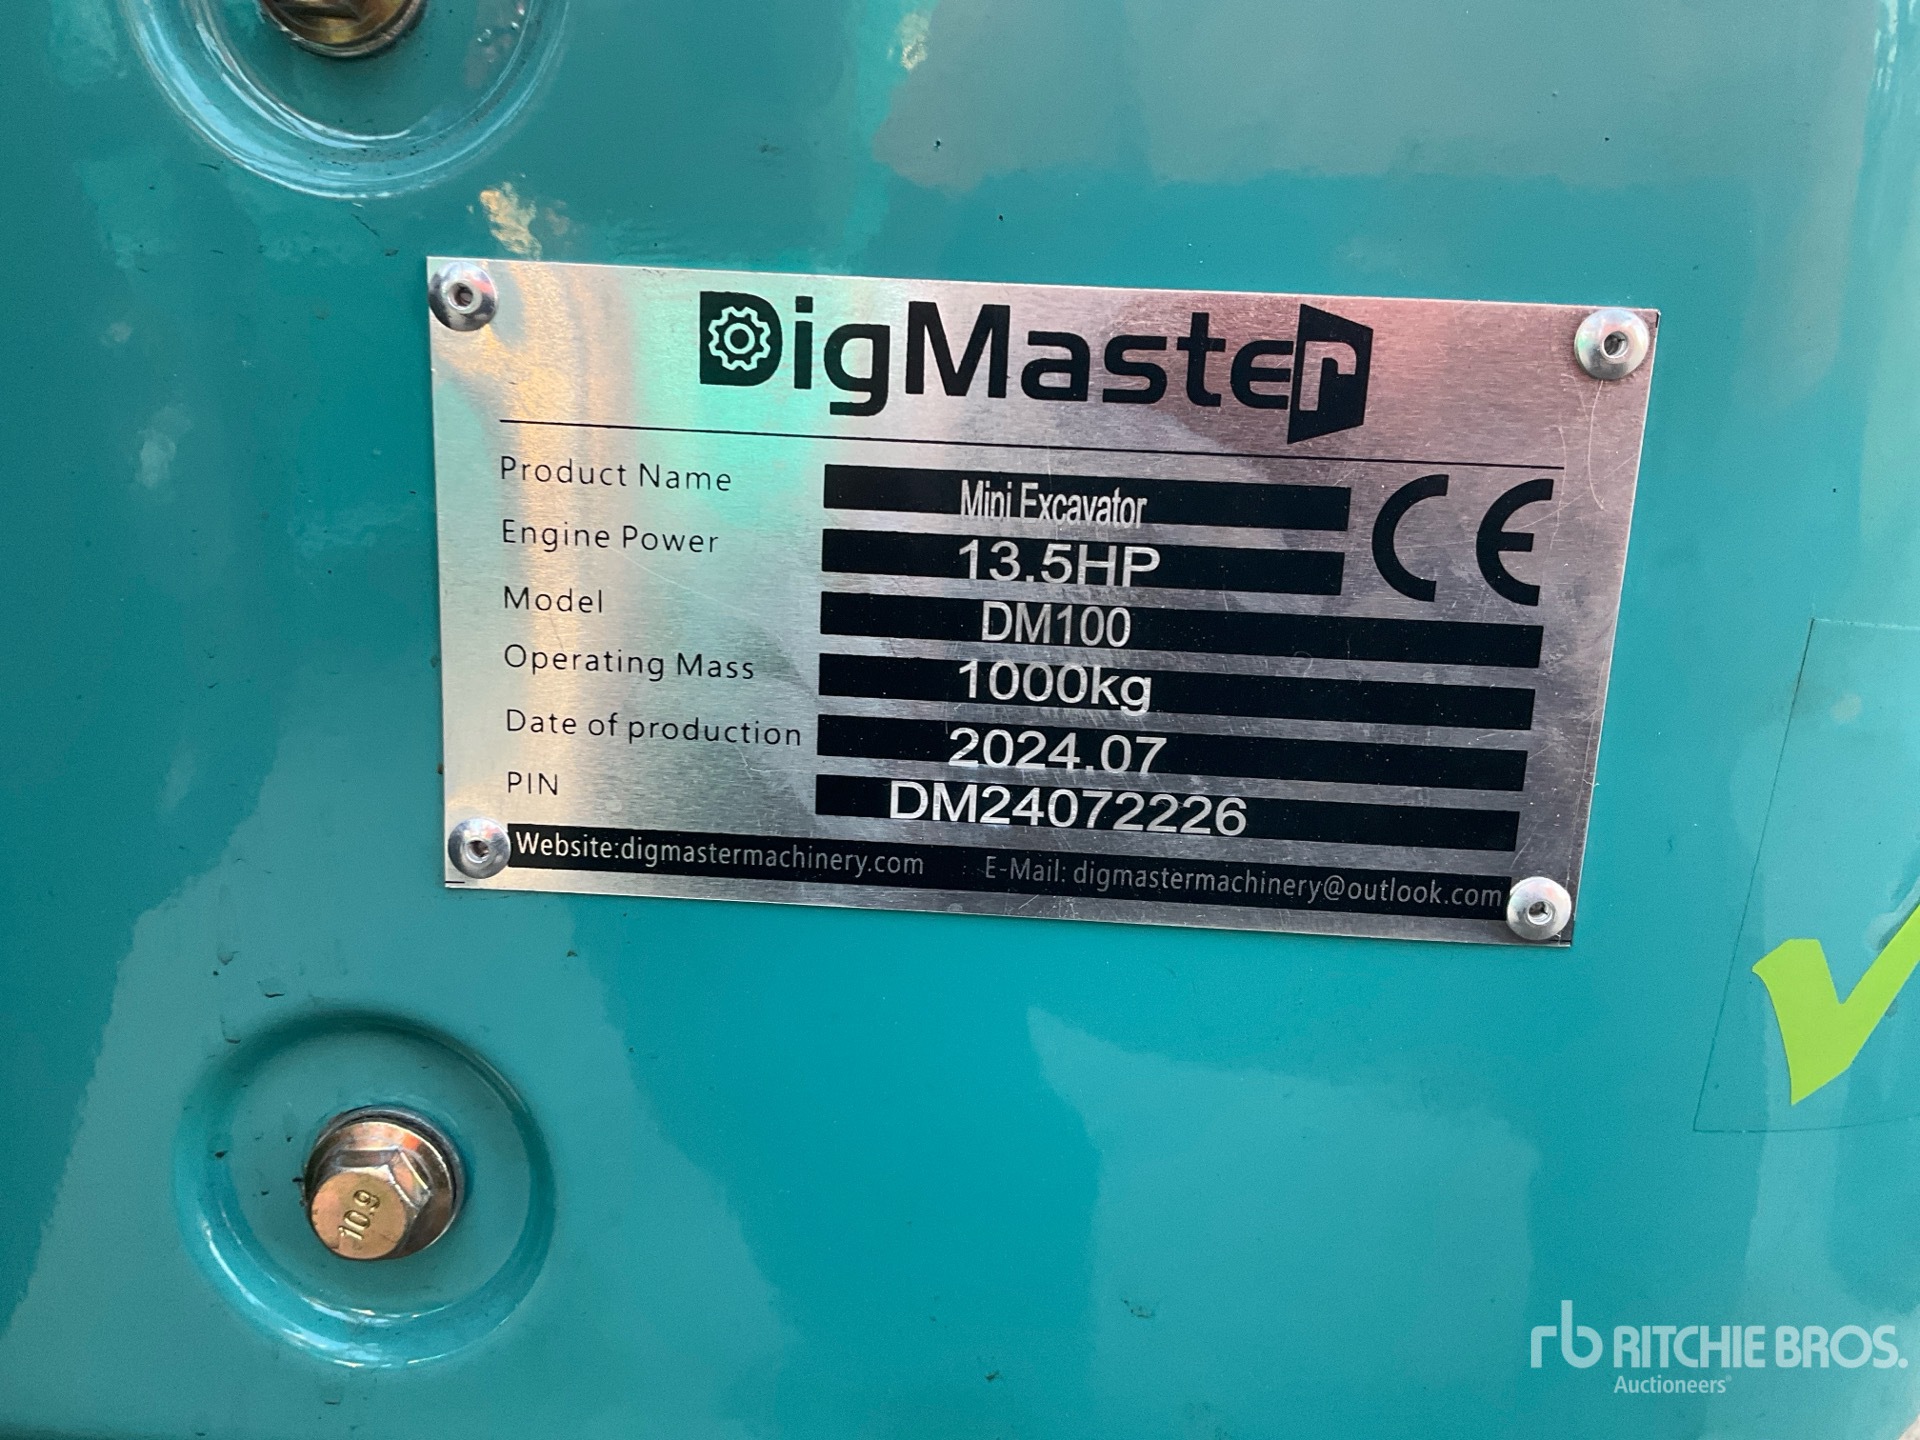 DigMaster
Product Name Mini Excavator
CE
Engine Power 13.5HP
Model DM100
Operating Mass 1000kg
Date of production 2024.07
PIN DM24072226
Website:digmastermachinery.com E-Mail: digmastermachinery@outlook.com
10.9
rb RITCHIE BROS.
Auctioneers